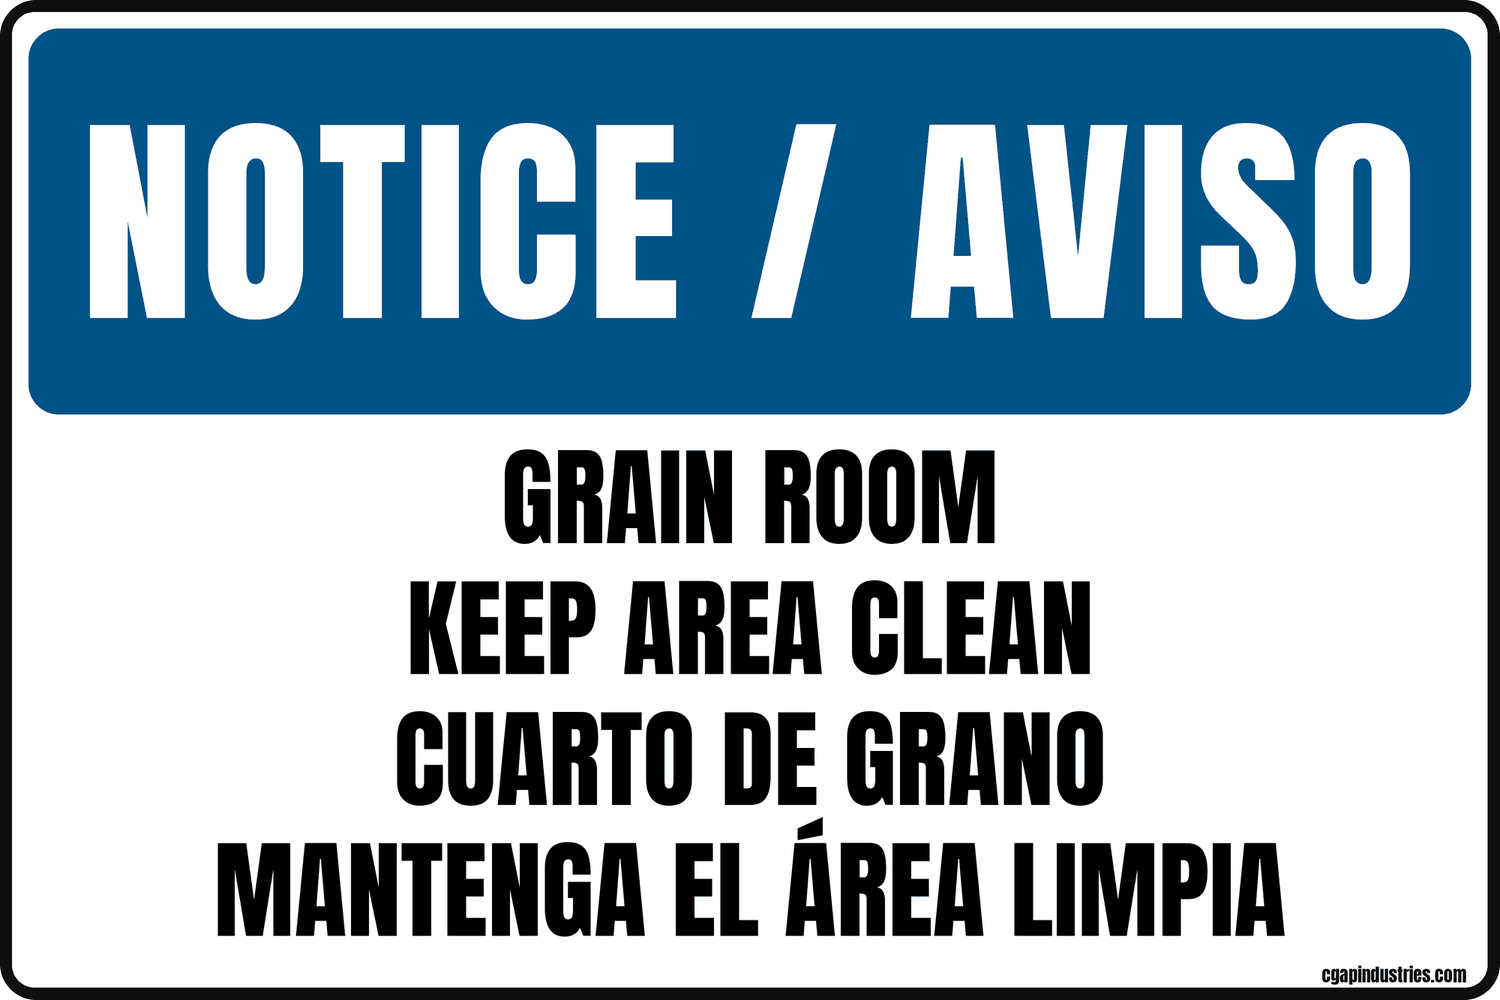 NOTICE / AVISO
GRAIN ROOM
KEEP AREA CLEAN
CUARTO DE GRANO
MANTENGA EL ÁREA LIMPIA
cgapindustries.com